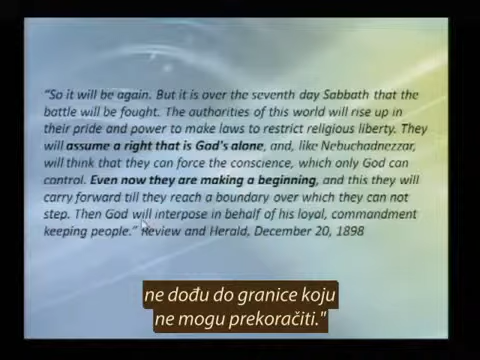 "So it will be again. But it is over the seventh day Sabbath that the
battle will be fought. The authorities of this world will rise up in
their pride and power to make laws to restrict religious liberty. They
will assume a right that is God's alone, and, like Nebuchadnezzar,
will think that they can force the conscience, which only God can
control. Even now they are making a beginning, and this they will
carry forward till they reach a boundary over which they can not
step. Then God will interpose in behalf of his loyal, commandment
keeping people." Review and Herald, December 20, 1898
ne dođu do granice koju
ne mogu prekoračiti."